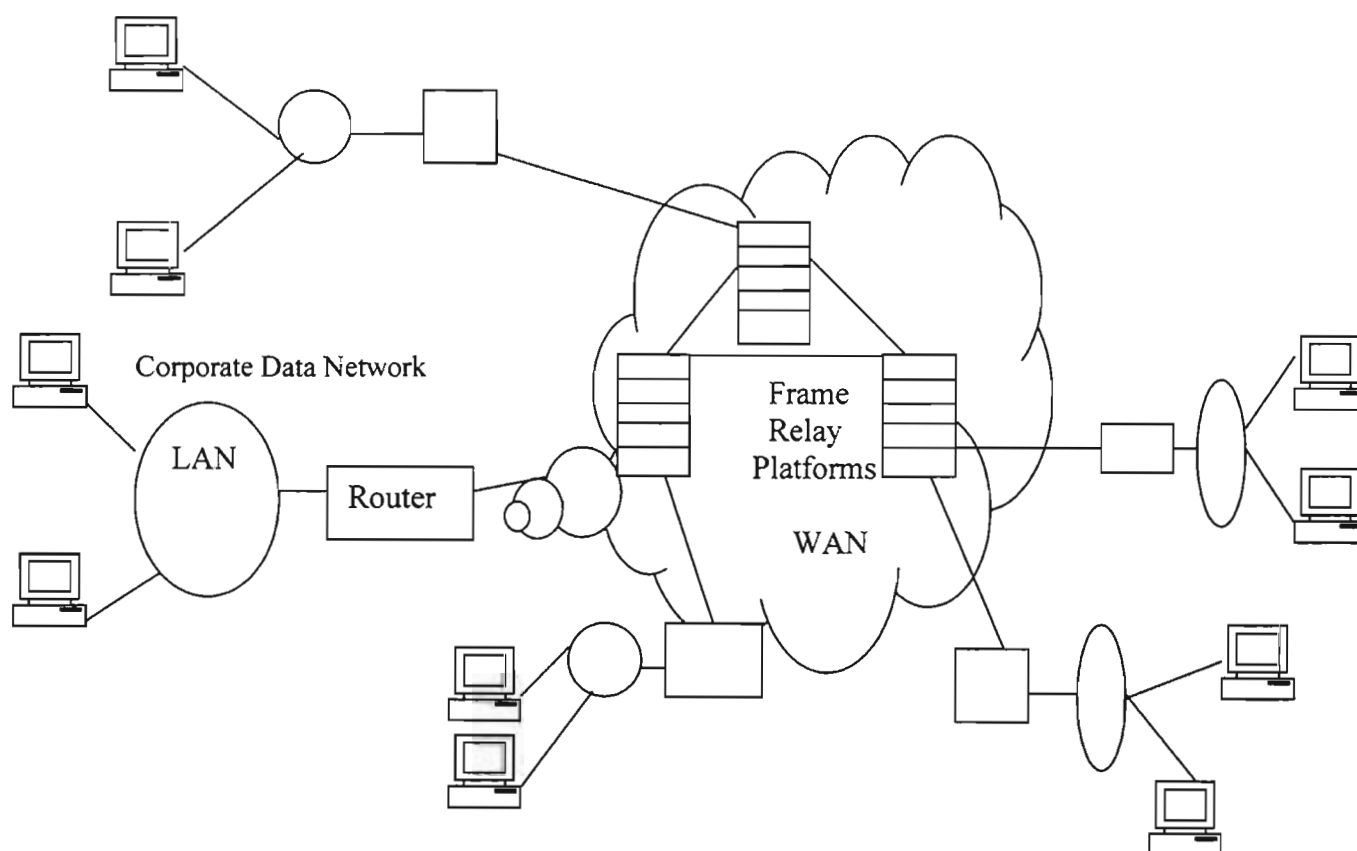 Corporate Data Network
LAN
Router
Frame
Relay
Platforms
WAN